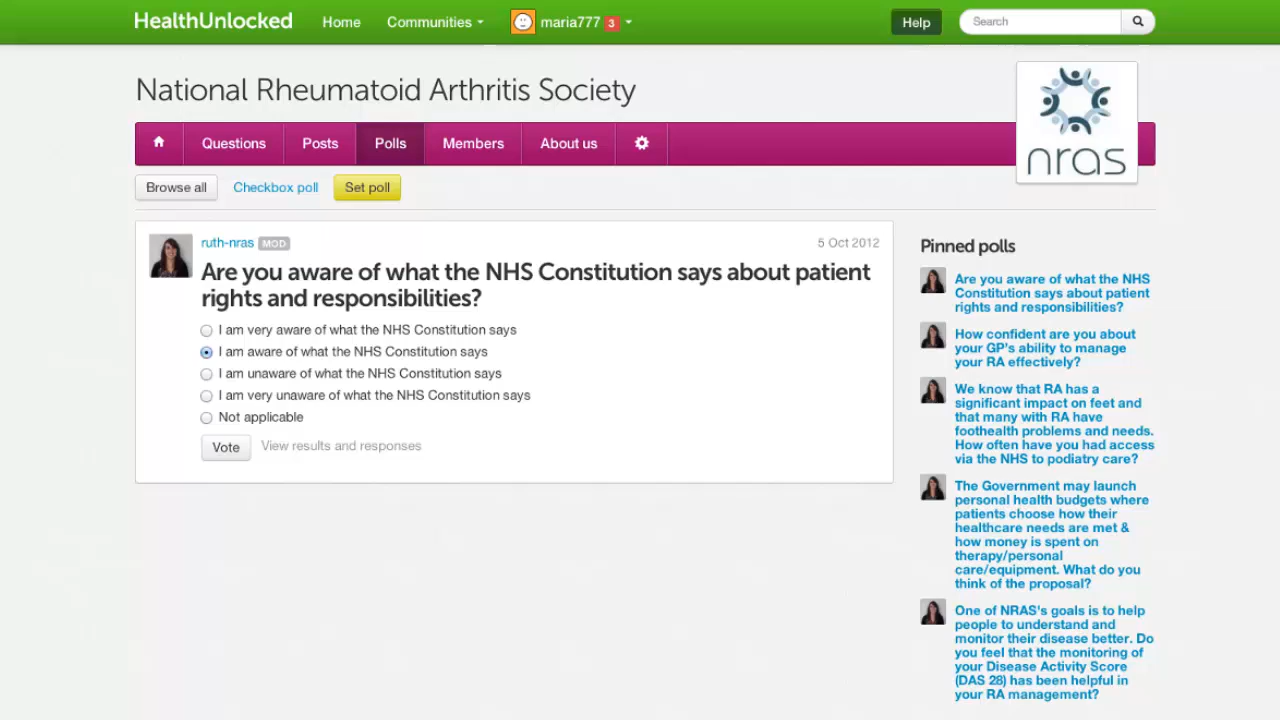 HealthUnlocked
Home
Communities
maria777 3
Help
Search
National Rheumatoid Arthritis Society
nras
Questions
Posts
Polls
Members
About us
Browse all
Checkbox poll
Set poll
ruth-nras MOD
5 Oct 2012
Are you aware of what the NHS Constitution says about patient
rights and responsibilities?
I am very aware of what the NHS Constitution says
I am aware of what the NHS Constitution says
I am unaware of what the NHS Constitution says
I am very unaware of what the NHS Constitution says
Not applicable
Vote
View results and responses
Pinned polls
Are you aware of what the NHS
Constitution says about patient
rights and responsibilities?
How confident are you about
your GP's ability to manage
your RA effectively?
We know that RA has a
significant impact on feet and
that many with RA have
foothealth problems and needs.
How often have you had access
via the NHS to podiatry care?
The Government may launch
personal health budgets where
patients choose how their
healthcare needs are met &
how money is spent on
therapy/personal
care/equipment. What do you
think of the proposal?
One of NRAS's goals is to help
people to understand and
monitor their disease better. Do
you feel that the monitoring of
your Disease Activity Score
(DAS 28) has been helpful in
your RA management?